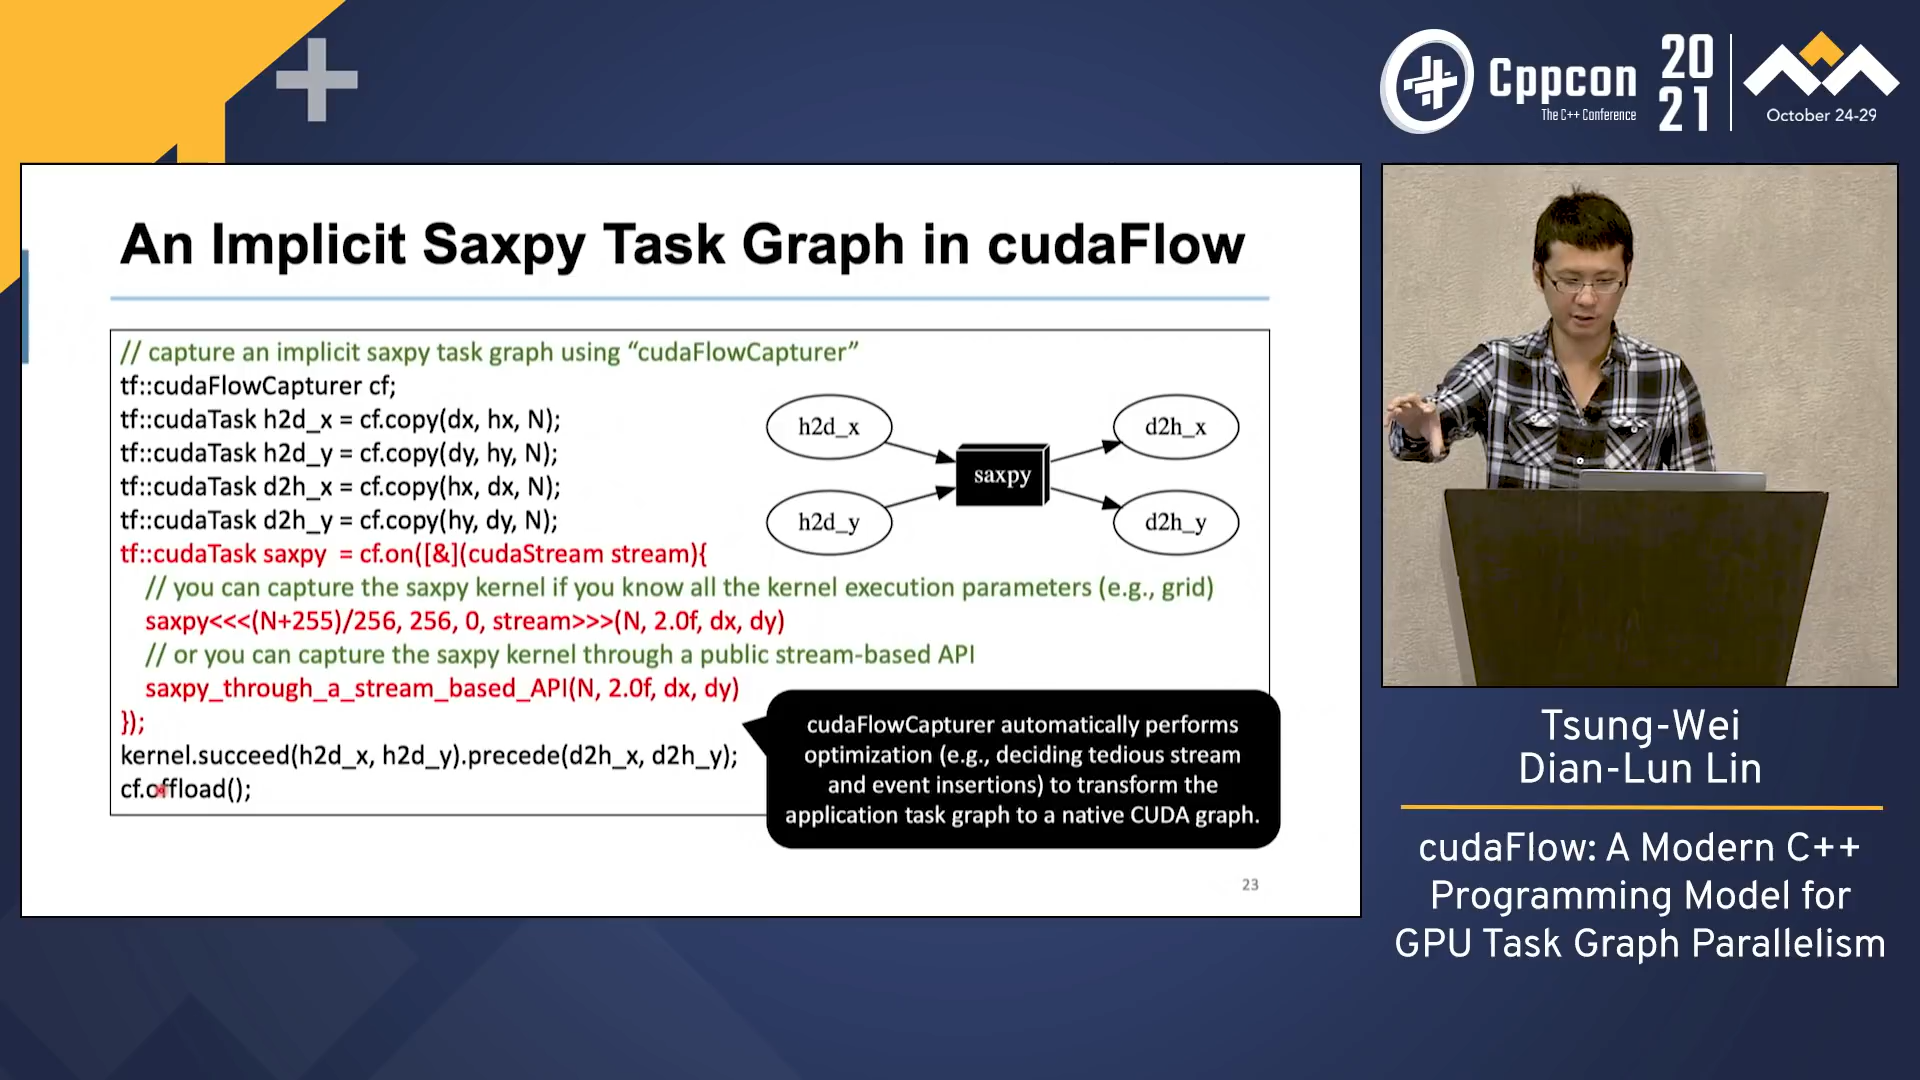 Cppcon
The C++ Conference
20
21
October 24-29
An Implicit Saxpy Task Graph in cudaFlow
// capture an implicit saxpy task graph using “cudaFlowCapturer”
tf::cudaFlowCapturer cf;
tf::cudaTask h2d_x = cf.copy(dx, hx, N);
tf::cudaTask h2d_y = cf.copy(dy, hy, N);
tf::cudaTask d2h_x = cf.copy(hx, dx, N);
tf::cudaTask d2h_y = cf.copy(hy, dy, N);
tf::cudaTask saxpy = cf.on([&](cudaStream stream){
// you can capture the saxpy kernel if you know all the kernel execution parameters (e.g., grid)
saxpy<<<(N+255)/256, 256, 0, stream>>>(N, 2.0f, dx, dy)
// or you can capture the saxpy kernel through a public stream-based API
saxpy_through_a_stream_based_API(N, 2.0f, dx, dy)
});
kernel.succeed(h2d_x, h2d_y).precede(d2h_x, d2h_y);
cf.offload();
h2d_x
h2d_y
saxpy
d2h_x
d2h_y
cudaFlowCapturer automatically performs
optimization (e.g., deciding tedious stream
and event insertions) to transform the
application task graph to a native CUDA graph.
23
Tsung-Wei
Dian-Lun Lin
cudaFlow: A Modern C++
Programming Model for
GPU Task Graph Parallelism